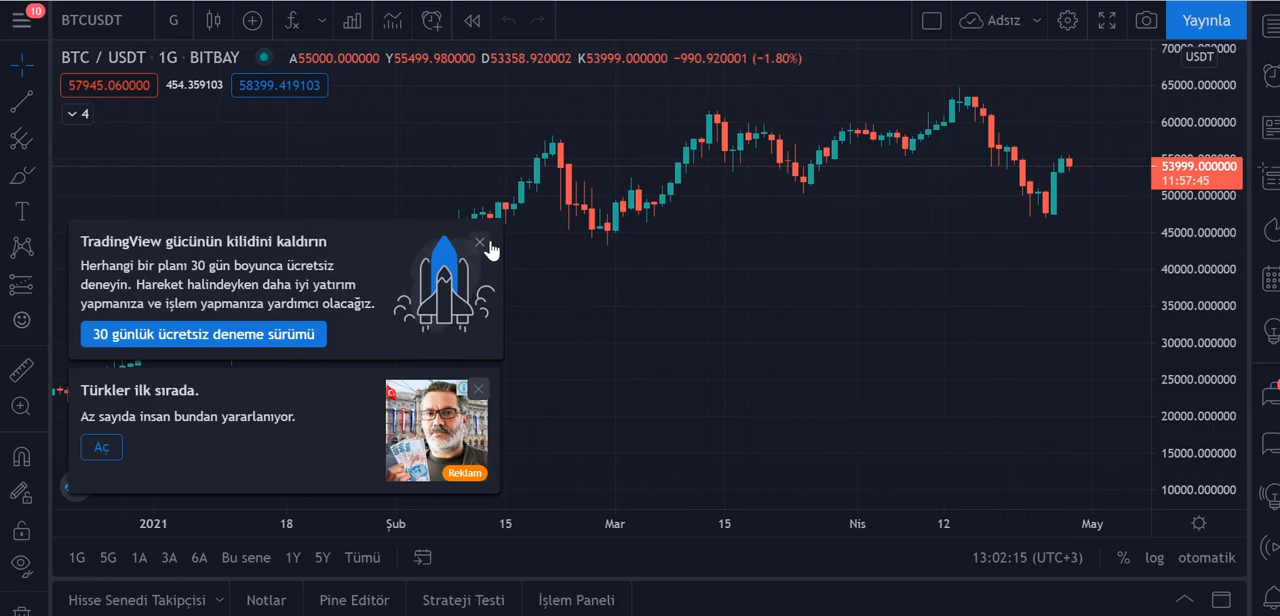 10
BTCUSDT
G
Adsız
Yayınla
BTC / USDT · 1G · BITBAY
A55000.000000 Y55499.980000 D53358.920002 K53999.000000 −990.920001 (−1.80%)
57945.060000
454.359103
58399.419103
4
70000.000000
USDT
65000.000000
60000.000000
53999.000000
11:57:45
50000.000000
45000.000000
40000.000000
35000.000000
30000.000000
25000.000000
20000.000000
15000.000000
10000.000000
TradingView gücünün kilidini kaldırın
Herhangi bir planı 30 gün boyunca ücretsiz
deneyin. Hareket halindeyken daha iyi yatırım
yapmanıza ve işlem yapmanıza yardımcı olacağız.
30 günlük ücretsiz deneme sürümü
Türkler ilk sırada.
Az sayıda insan bundan yararlanıyor.
Aç
Reklam
2021
18
Şub
15
Mar
15
Nis
12
May
1G 5G 1A 3A 6A Bu sene 1Y 5Y Tümü
13:02:15 (UTC+3)
%
log
otomatik
Hisse Senedi Takipçisi
Notlar
Pine Editör
Strateji Testi
İşlem Paneli